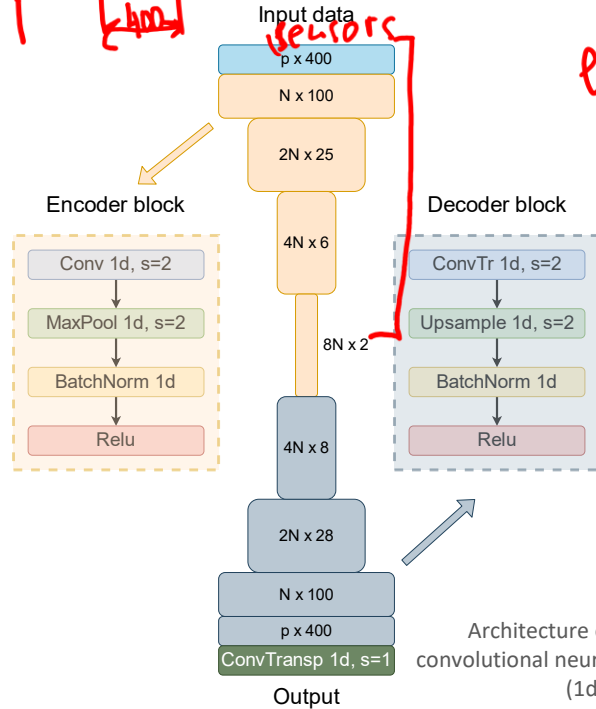 400
Input data
sensors
p x 400
N x 100
2N x 25
Encoder block
Decoder block
4N x 6
Conv 1d, s=2
MaxPool 1d, s=2
BatchNorm 1d
Relu
ConvTr 1d, s=2
Upsample 1d, s=2
BatchNorm 1d
Relu
8N x 2
4N x 8
2N x 28
N x 100
p x 400
ConvTransp 1d, s=1
Output
Architecture
convolutional neur
(1d